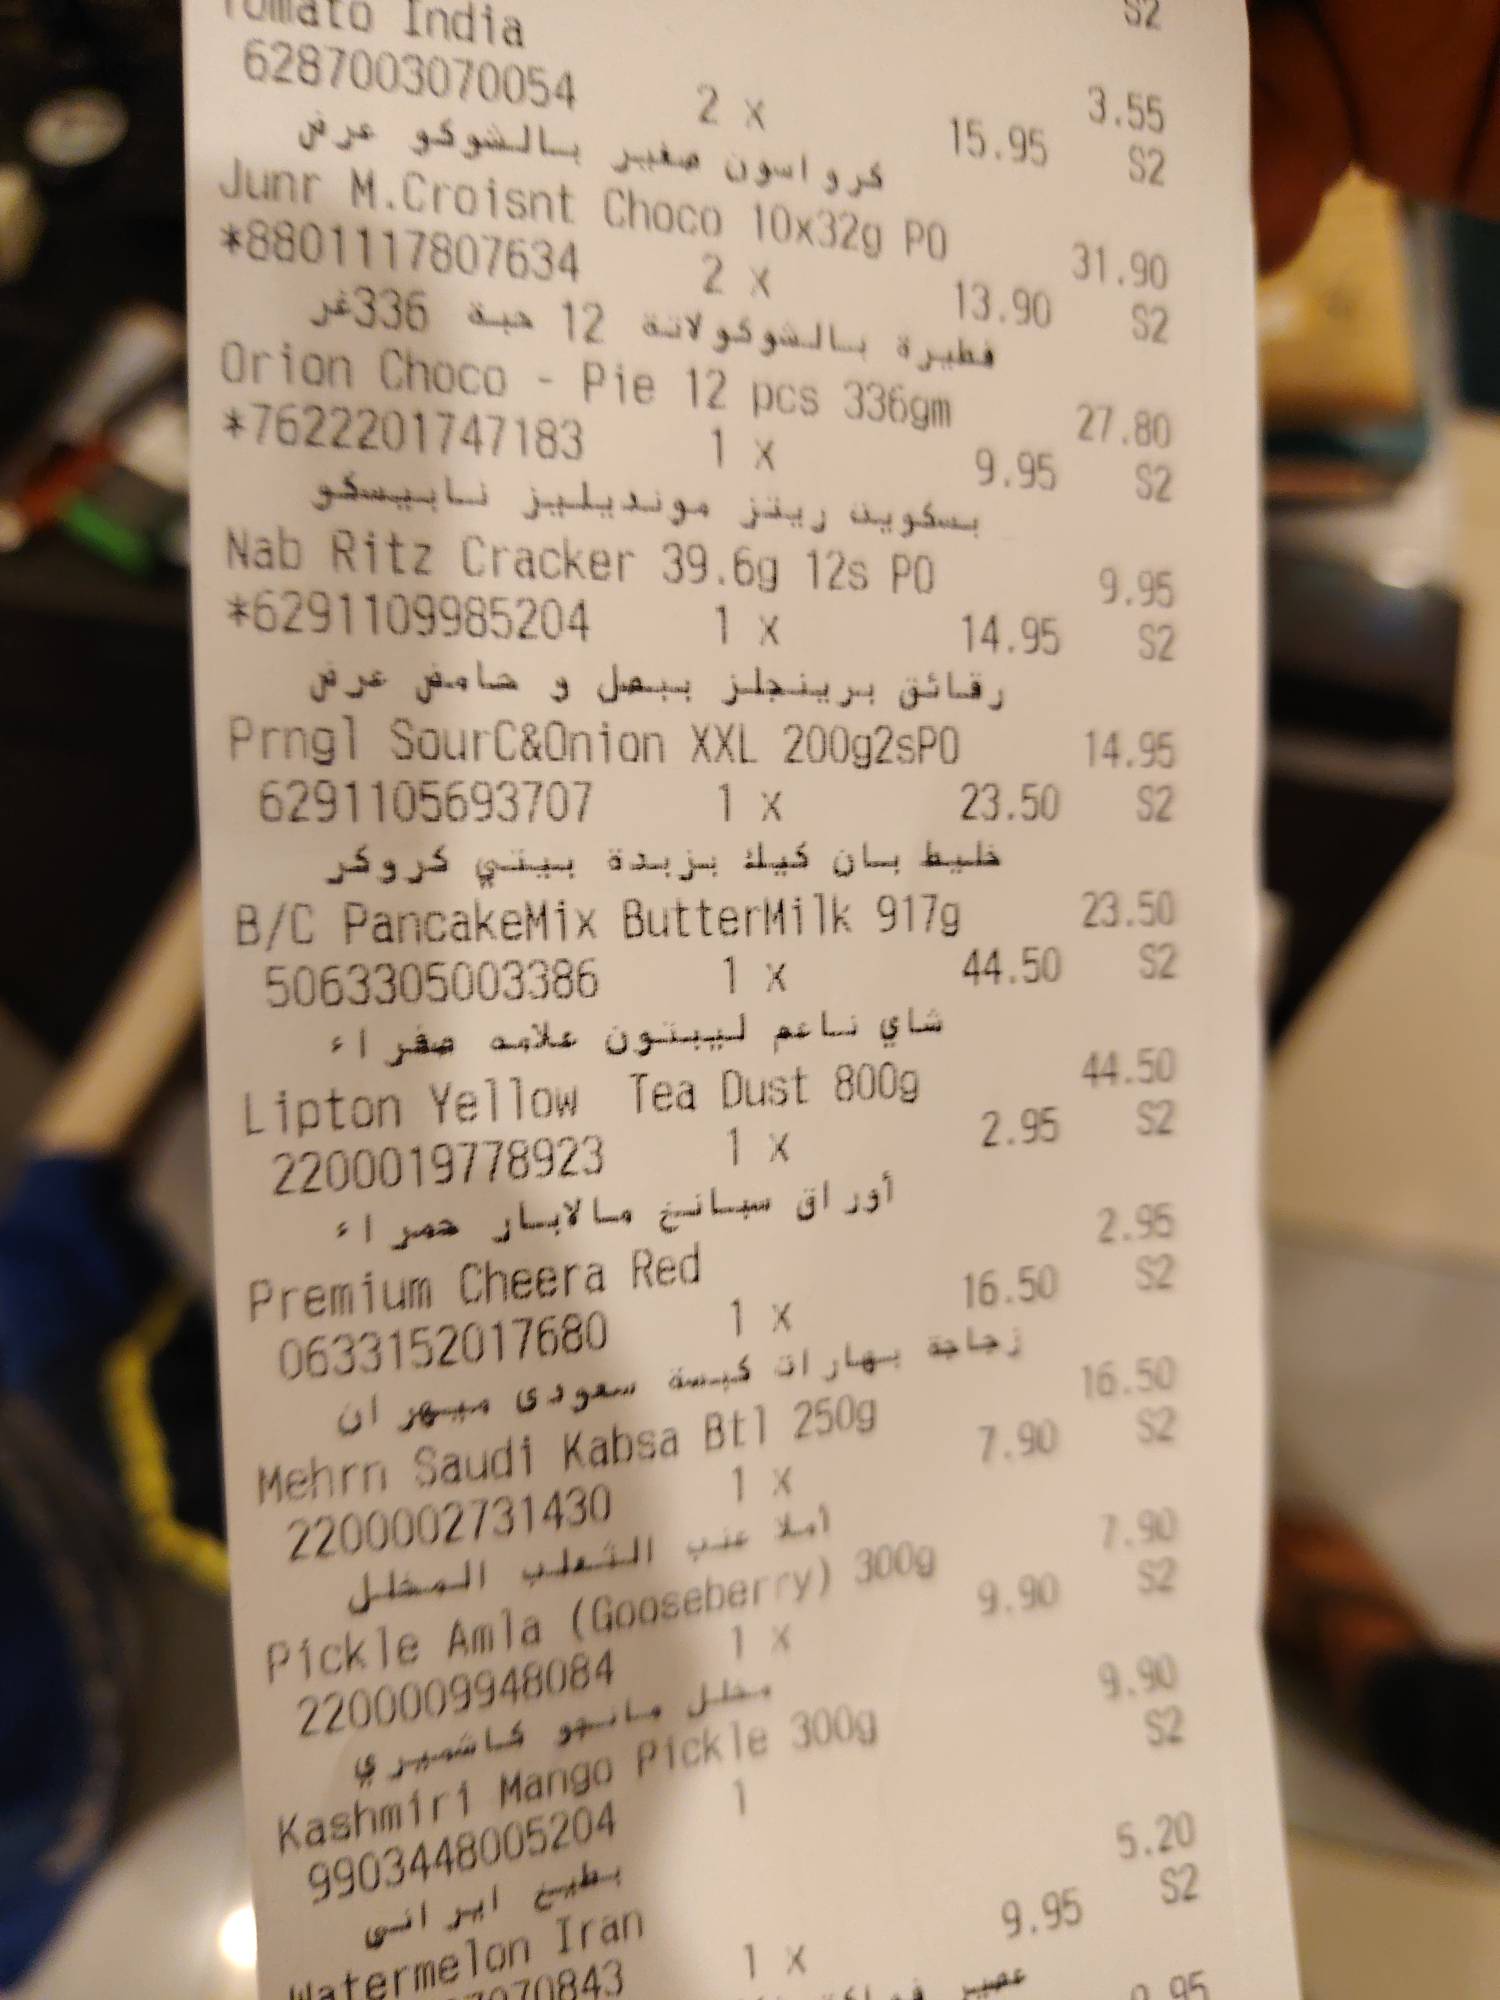 Tomato India S2
6287003070054 2 x 15.95 3.55
S2
كرواسون صغير بالشوكو عرض
Junr M.Croisnt Choco 10x32g PO 31.90
*8801117807634 2 x 13.90 S2
فطيرة بالشوكولاتة 12 حبة 336غر
Orion Choco - Pie 12 pcs 336gm 27.80
*7622201747183 1 x 9.95 S2
بسكويت ريتز مونديليز نابيسكو
Nab Ritz Cracker 39.6g 12s PO 9.95
*6291109985204 1 x 14.95 S2
رقائق برينجلز ببصل و حامض عرض
Prngl SourC&Onion XXL 200g2sPO 14.95
6291105693707 1 x 23.50 S2
خليط بان كيك بزبدة بيتي كروكر
B/C PancakeMix ButterMilk 917g 23.50
5063305003386 1 x 44.50 S2
شاي ناعم ليبتون علامه صفراء
Lipton Yellow Tea Dust 800g 44.50
2200019778923 1 x 2.95 S2
أوراق سبانخ مالابار حمراء
Premium Cheera Red 2.95
0633152017680 1 x 16.50 S2
زجاجة بهارات كبسة سعودى ميهران
Mehrn Saudi Kabsa Btl 250g 16.50
2200002731430 1 x 7.90 S2
أملا عنب الثعلب المخلل
Pickle Amla (Gooseberry) 300g 7.90
2200009948084 1 x 9.90 S2
مخلل مانجو كاشميري
Kashmiri Mango Pickle 300g 9.90
9903448005204 1 S2
بطيخ ايرانى
Watermelon Iran 5.20
070843 1 x 9.95 S2
عصير